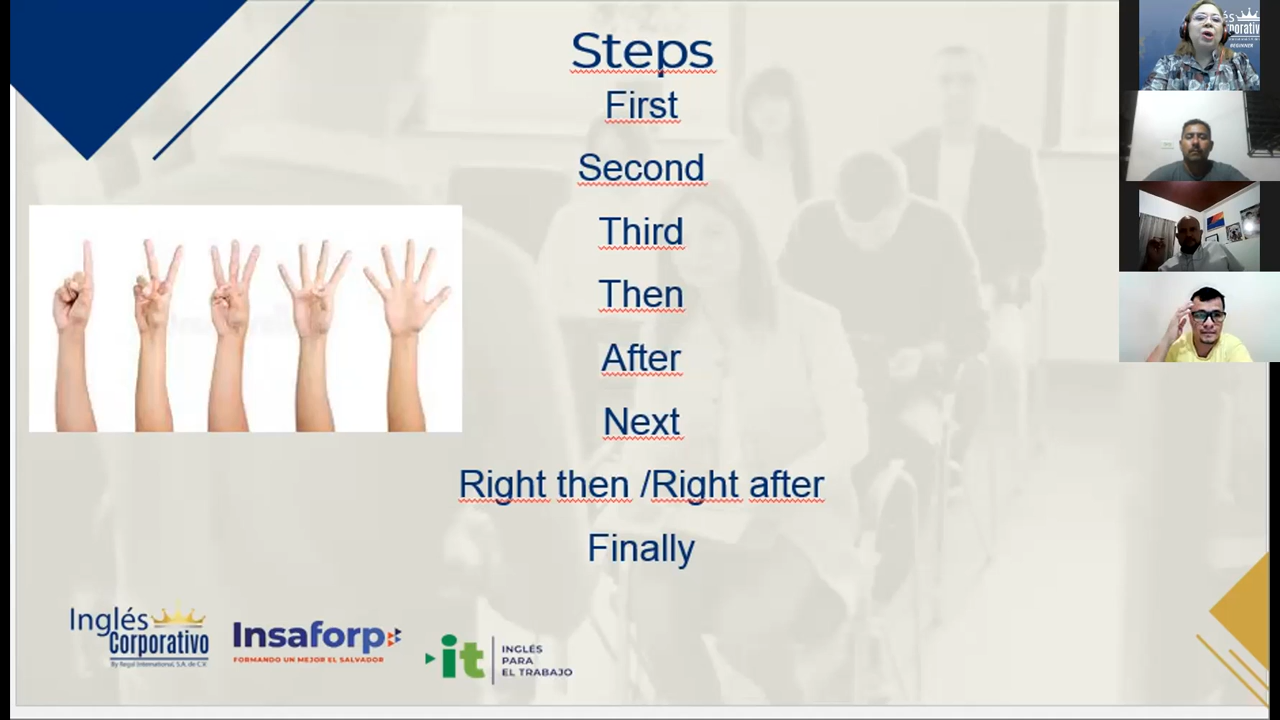 Steps
First
Second
Third
Then
After
Next
Right then /Right after
Finally
Inglés
Corporativo
By Regal International, S.A. de C.V.
Insaforp
FORMANDO UN MEJOR EL SALVADOR
it
INGLÉS
PARA
EL TRABAJO
BEGINNER